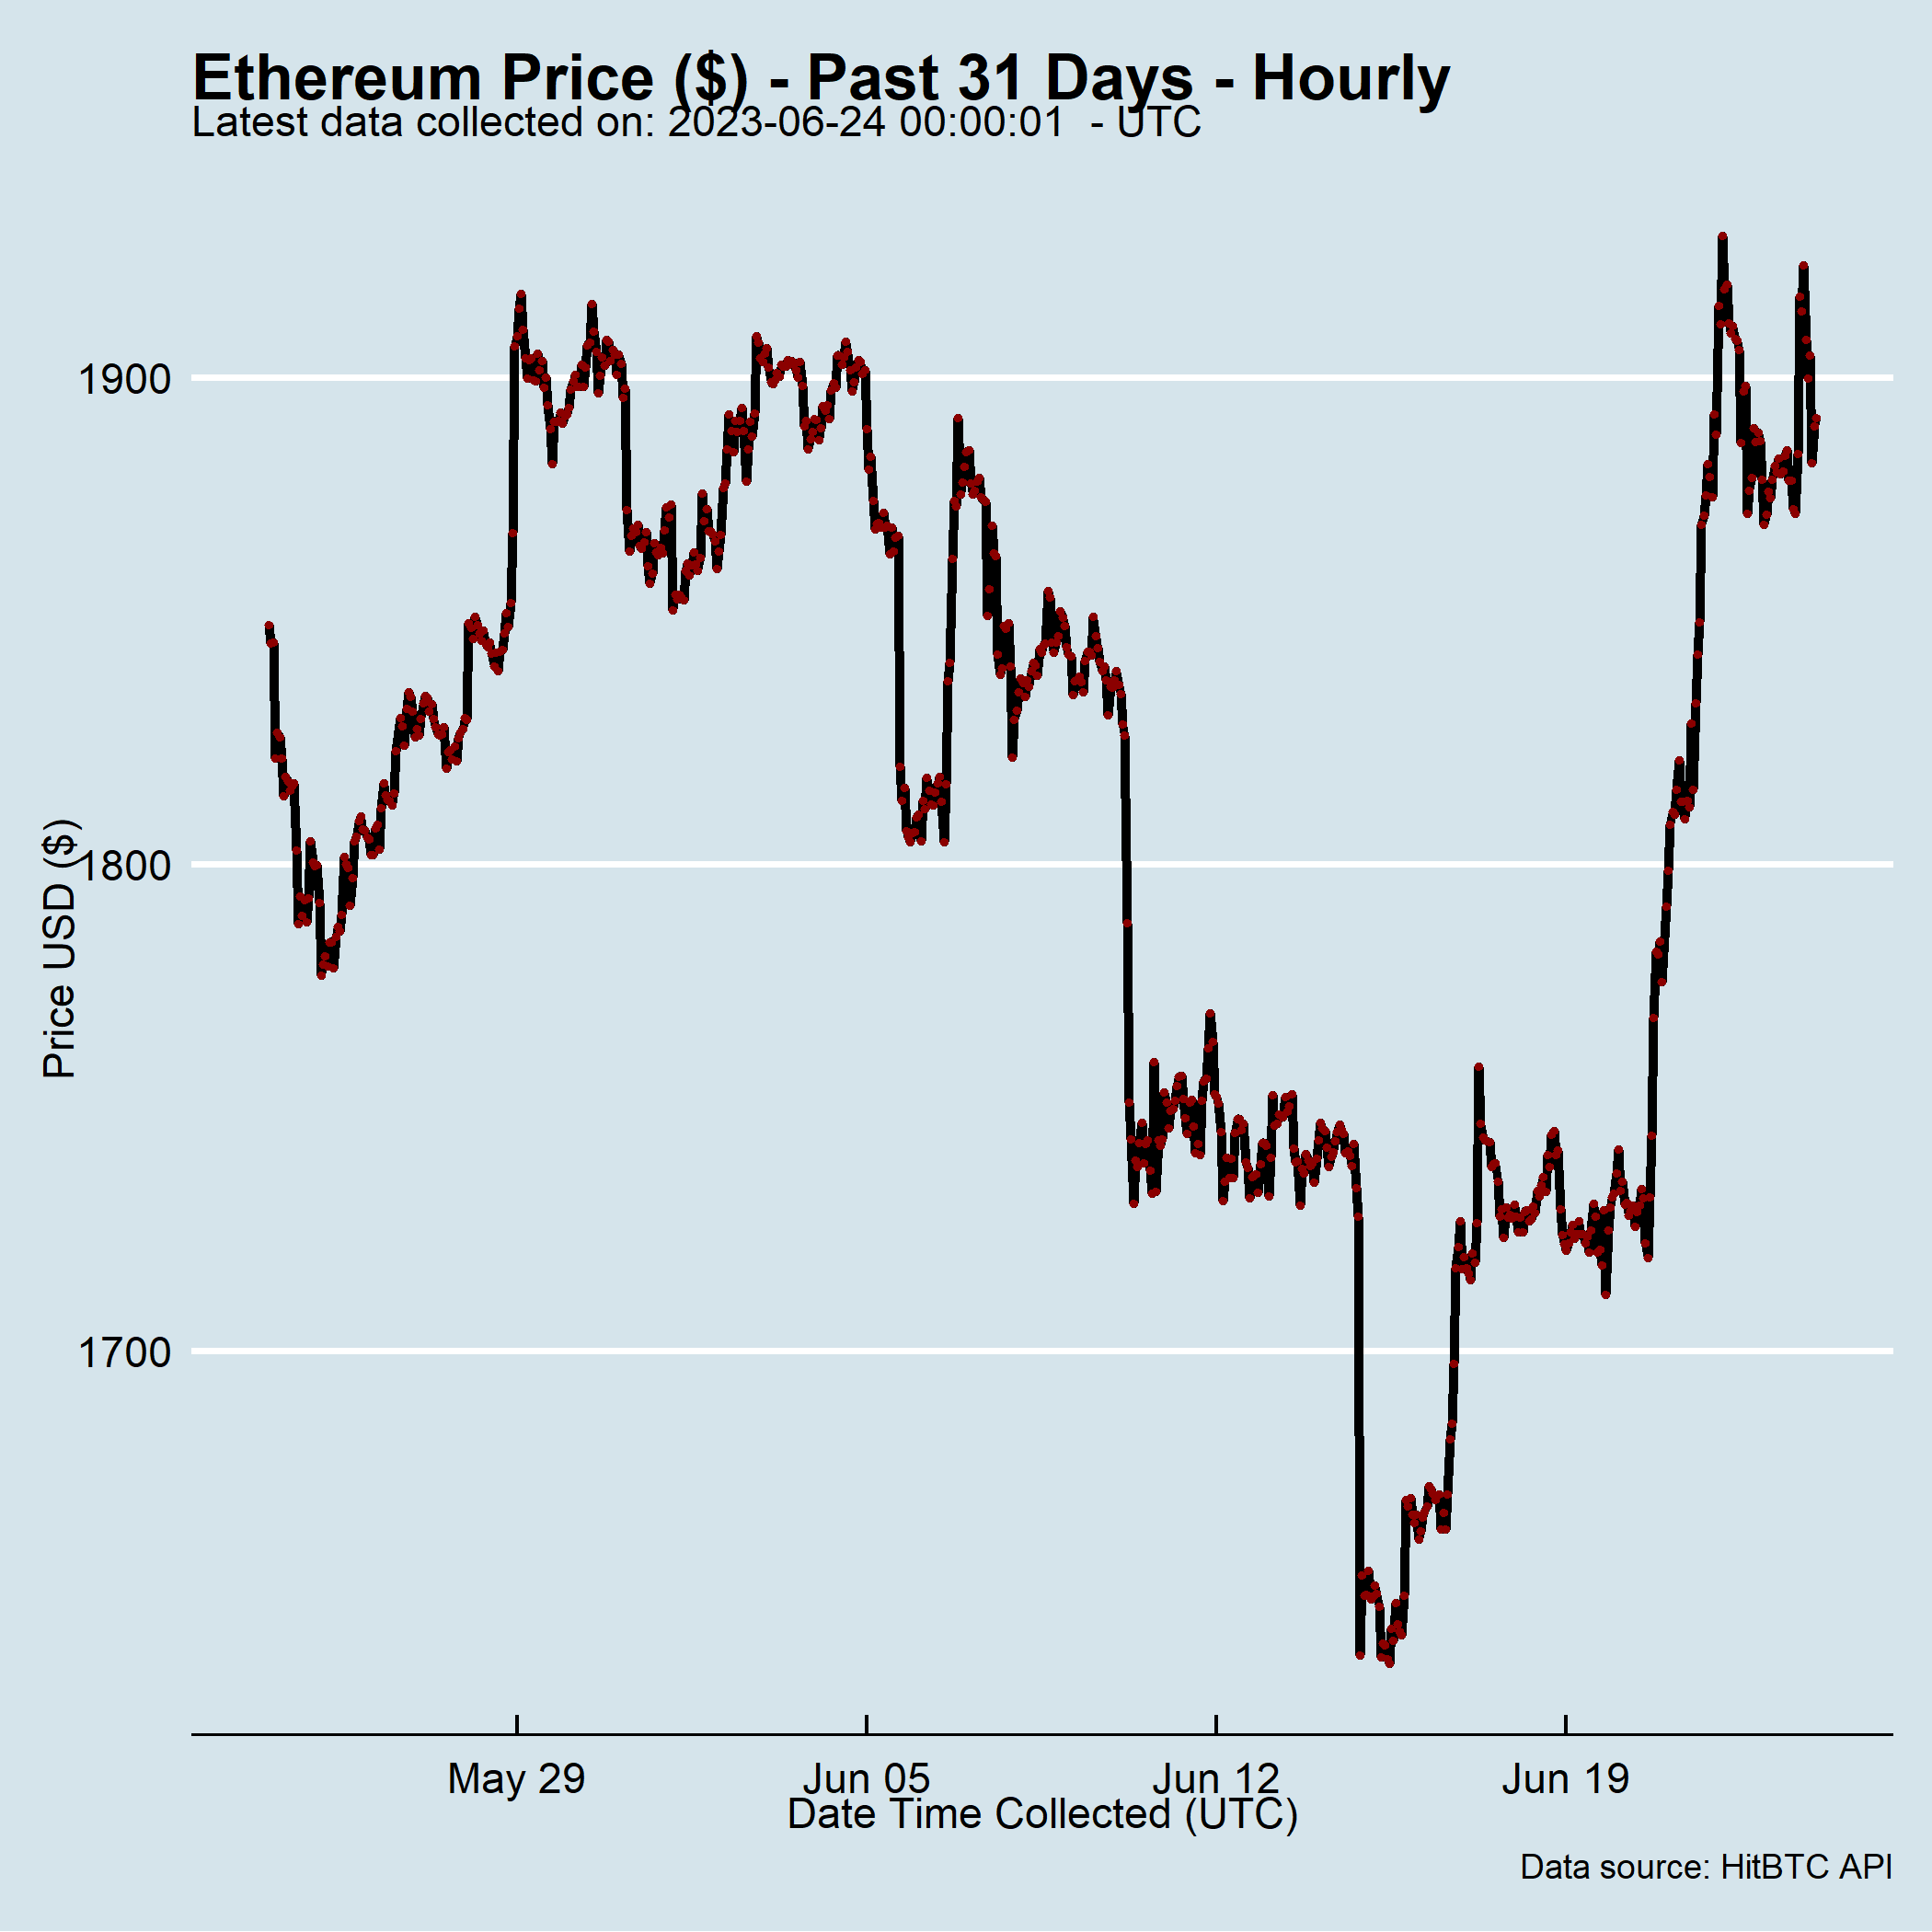 Ethereum Price ($) - Past 31 Days - Hourly
Latest data collected on: 2023-06-24 00:00:01  - UTC
Price USD ($)
1900
1800
1700
May 29
Jun 05
Jun 12
Jun 19
Date Time Collected (UTC)
Data source: HitBTC API